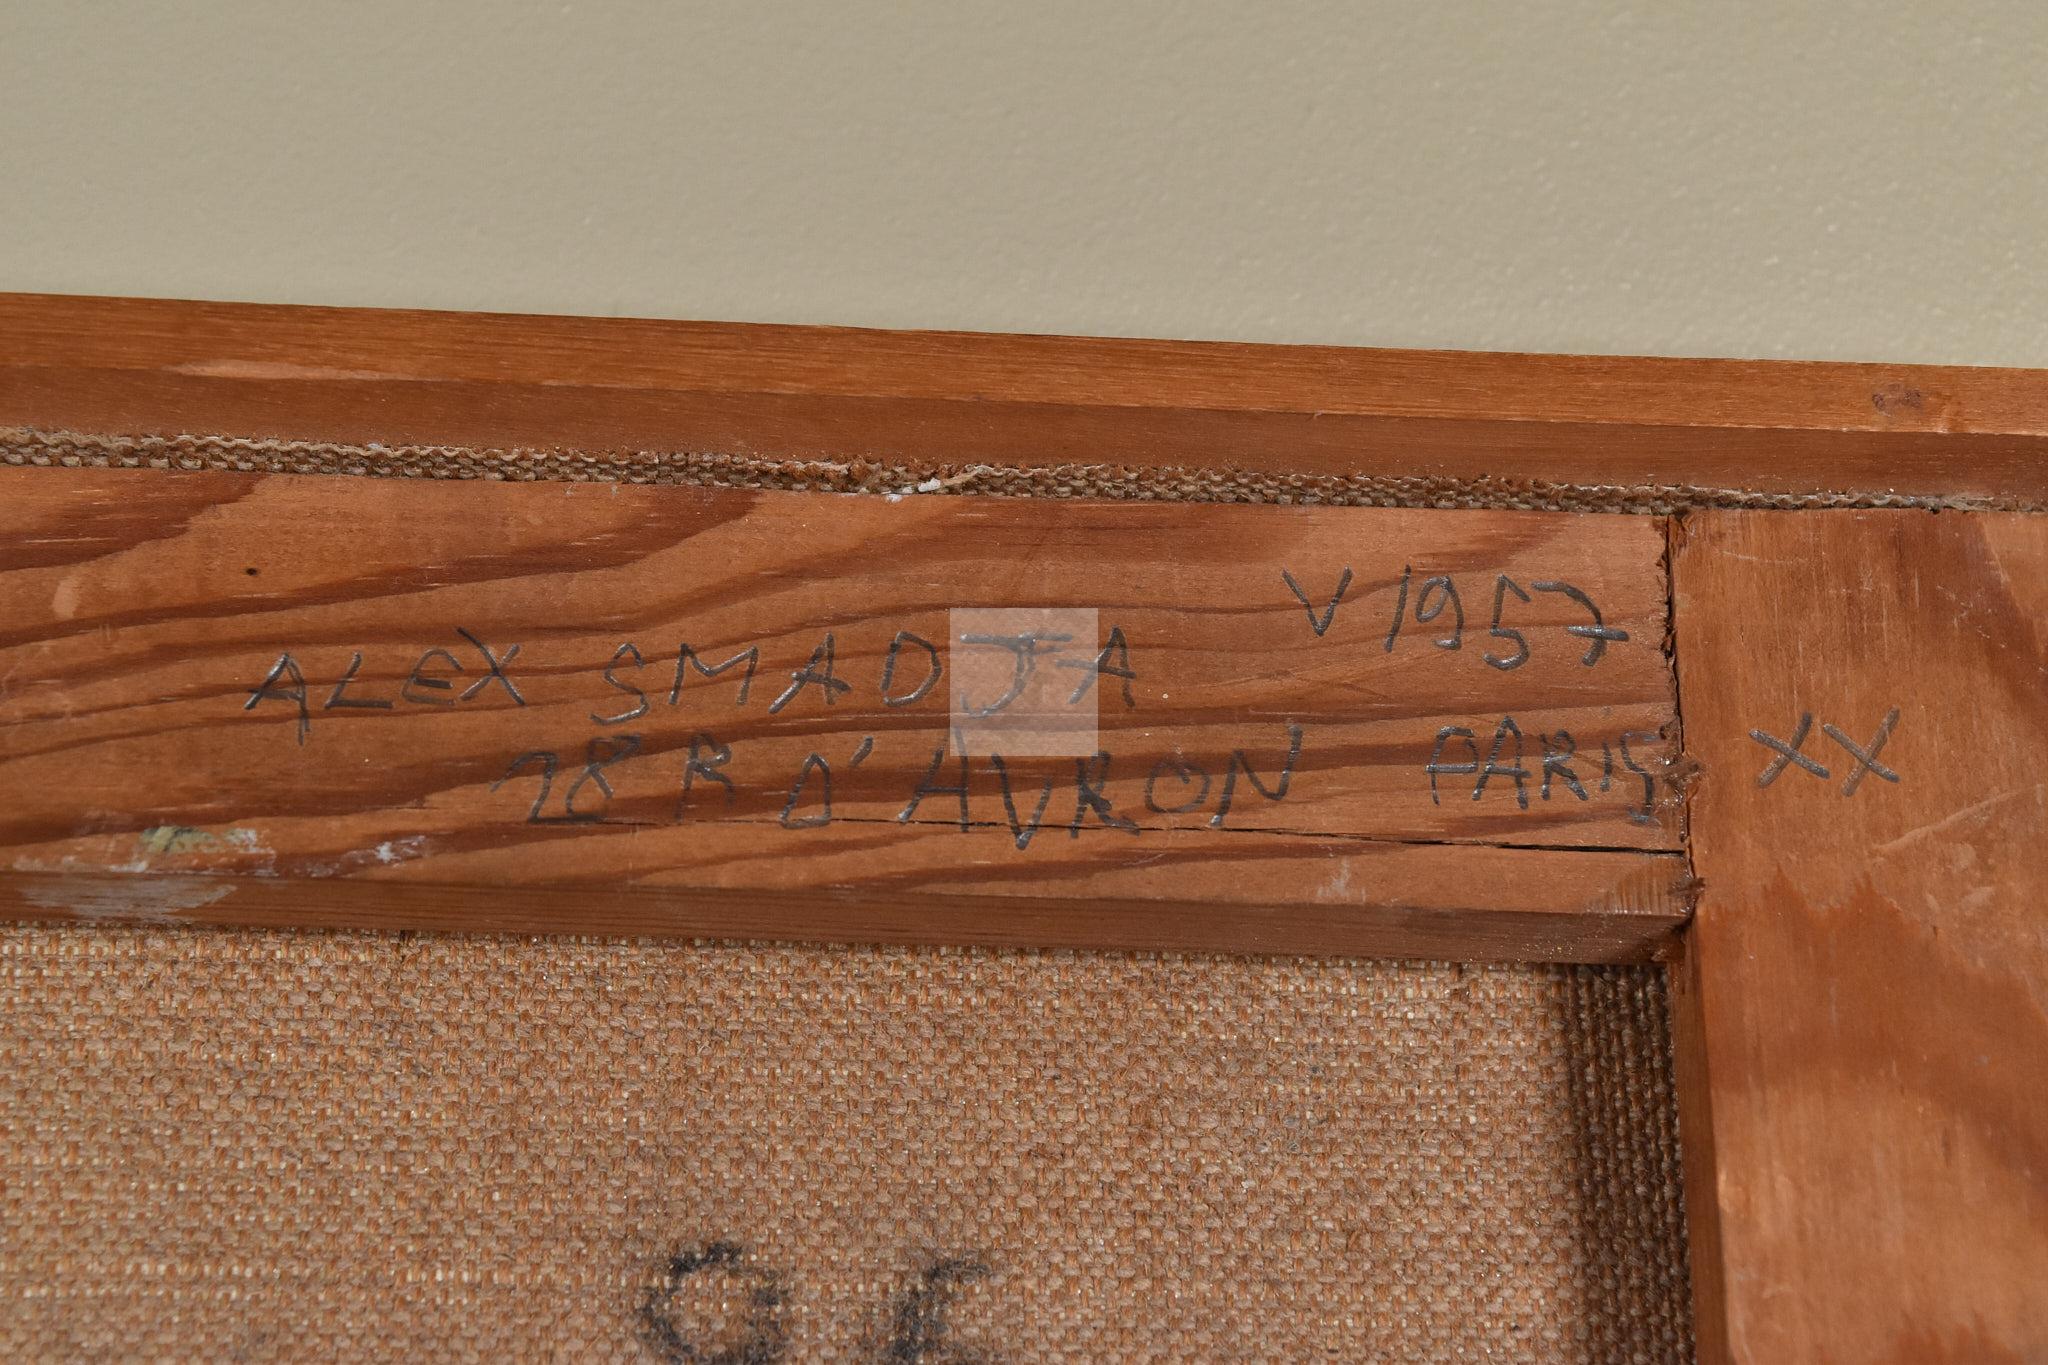 ALEX SMADJA V 1957
28 R D'AVRON PARIS XX